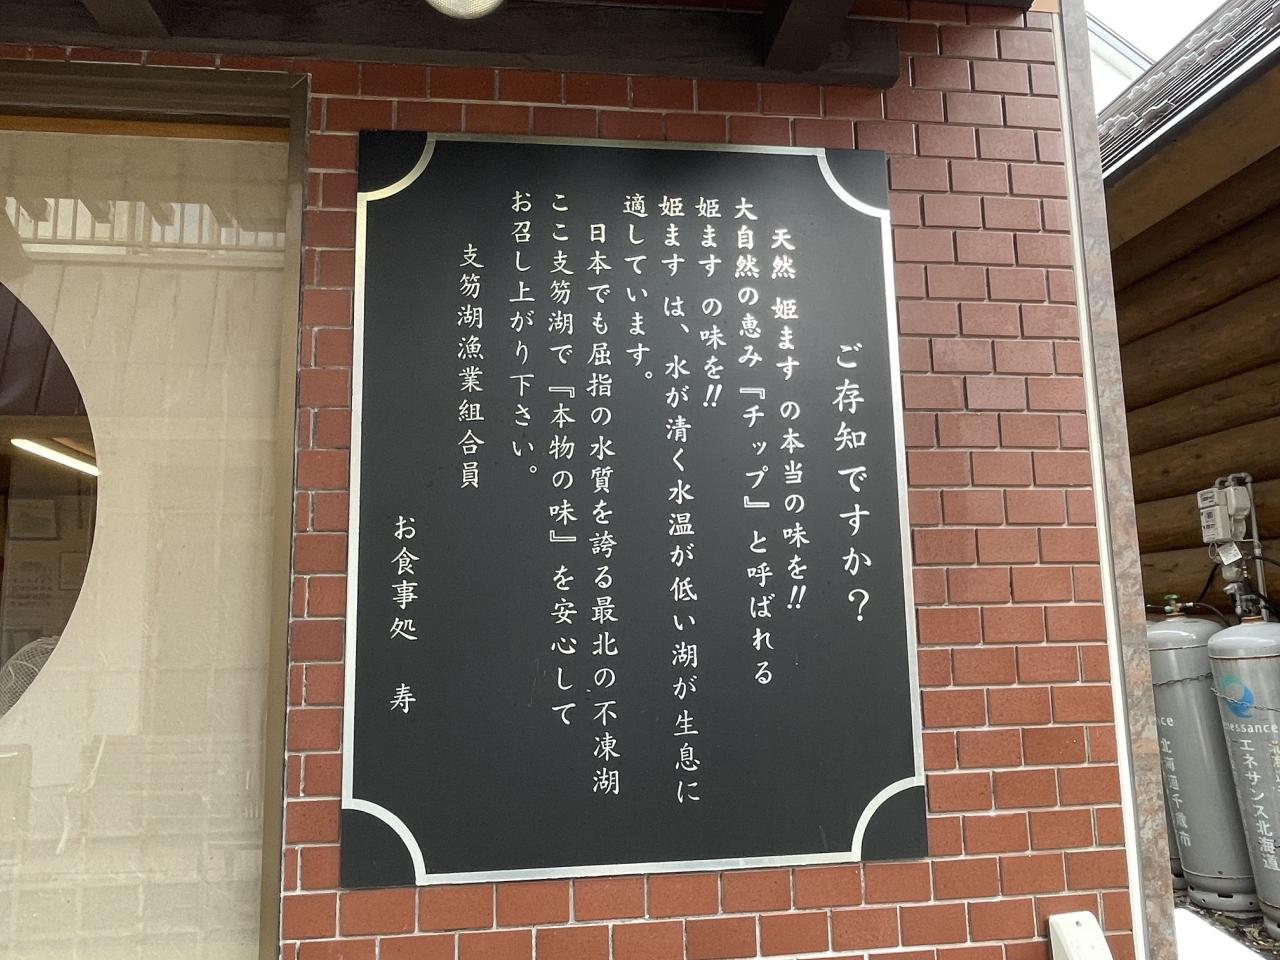 ご存知ですか？
天然 姫ます の本当の味を!!
大自然の恵み『チップ』と呼ばれる
姫ます の味を!!
姫ます は、水が清く水温が低い湖が生息に
適しています。
日本でも屈指の水質を誇る最北の不凍湖
ここ支笏湖で『本物の味』を安心して
お召し上がり下さい。
支笏湖漁業組合員
お食事処 寿
北海道千歳市
essance
エネサンス北海道